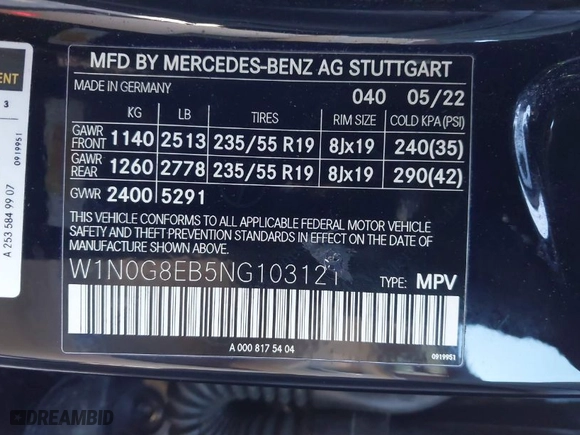 MFD BY MERCEDES-BENZ AG STUTTGART
MADE IN GERMANY 040 05/22
KG LB TIRES RIM SIZE COLD KPA(PSI)
GAWR FRONT 1140 2513 235/55 R19 8Jx19 240(35)
GAWR REAR 1260 2778 235/55 R19 8Jx19 290(42)
GVWR 2400 5291
THIS VEHICLE CONFORMS TO ALL APPLICABLE FEDERAL MOTOR VEHICLE
SAFETY AND THEFT PREVENTION STANDARDS IN EFFECT ON THE DATE OF
MANUFACTURE SHOWN ABOVE.
W1N0G8EB5NG103121 TYPE: MPV
A 000 817 54 04
0919951
ENT
3
0919951
A 253 584 99 07
DREAMBID